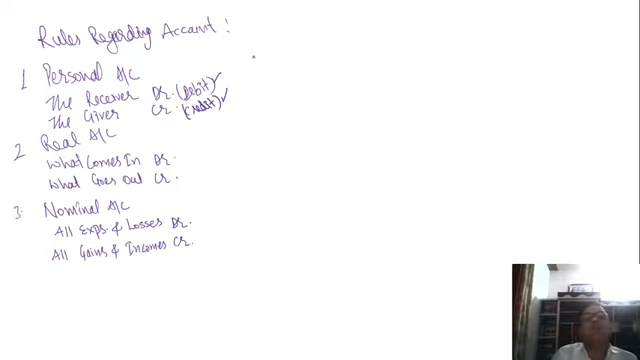 Rules Regarding Account !
1 Personal A/C
The Receiver Dr. (Debit) ✓
The Giver Cr. (Credit) ✓
2 Real A/C
What Comes In Dr.
What Goes Out Cr.
3. Nominal A/C
All Exps. & Losses Dr.
All Gains & Incomes Cr.